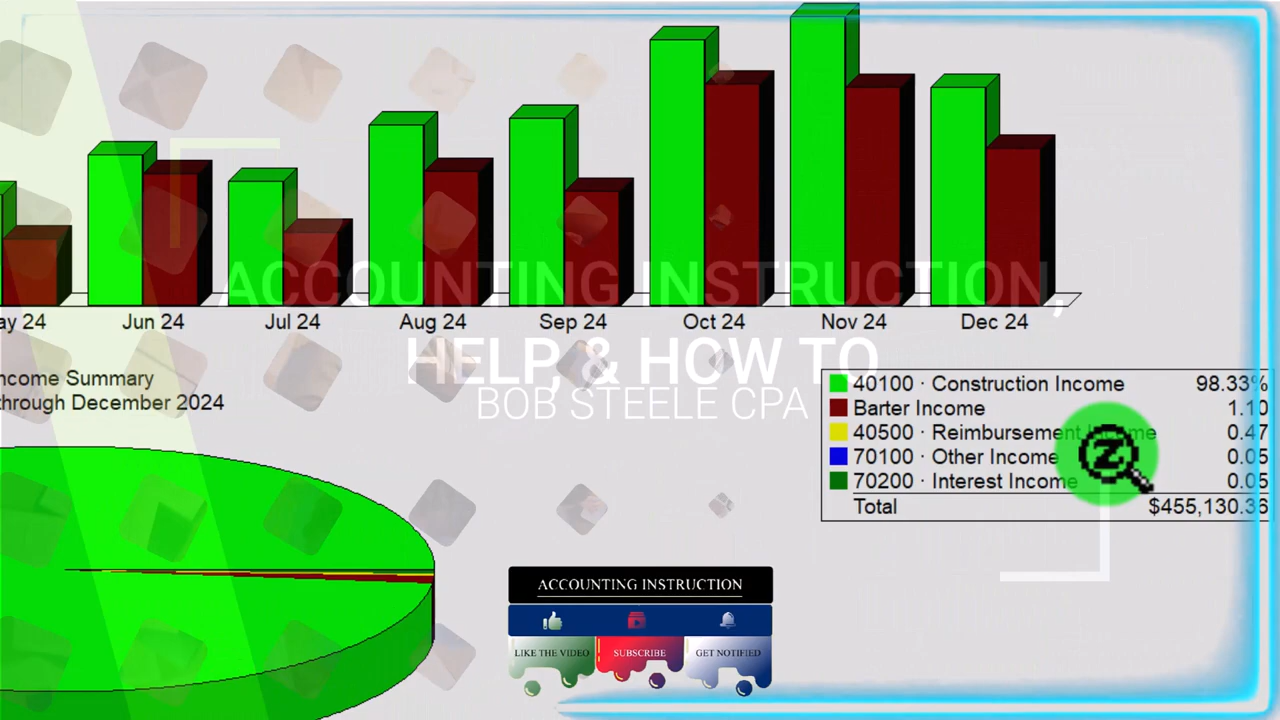 ay 24 Jun 24 Jul 24 Aug 24 Sep 24 Oct 24 Nov 24 Dec 24
ACCOUNTING INSTRUCTION,
HELP, & HOW TO
BOB STEELE CPA
ncome Summary
through December 2024
40100 · Construction Income 98.33%
Barter Income 1.10
40500 · Reimbursement Income 0.47
70100 · Other Income 0.05
70200 · Interest Income 0.05
Total $455,130.36
ACCOUNTING INSTRUCTION
LIKE THE VIDEO SUBSCRIBE GET NOTIFIED